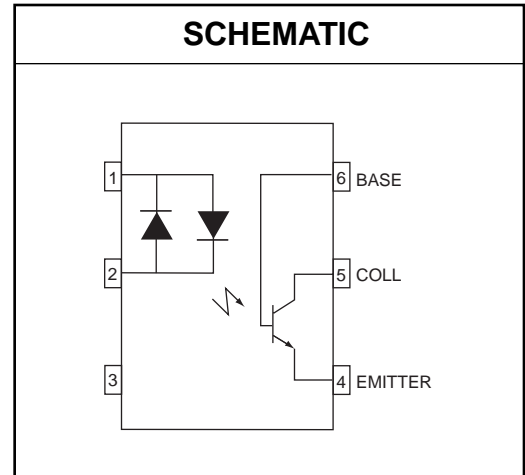 SCHEMATIC
1
6 BASE
2
5 COLL
3
4 EMITTER